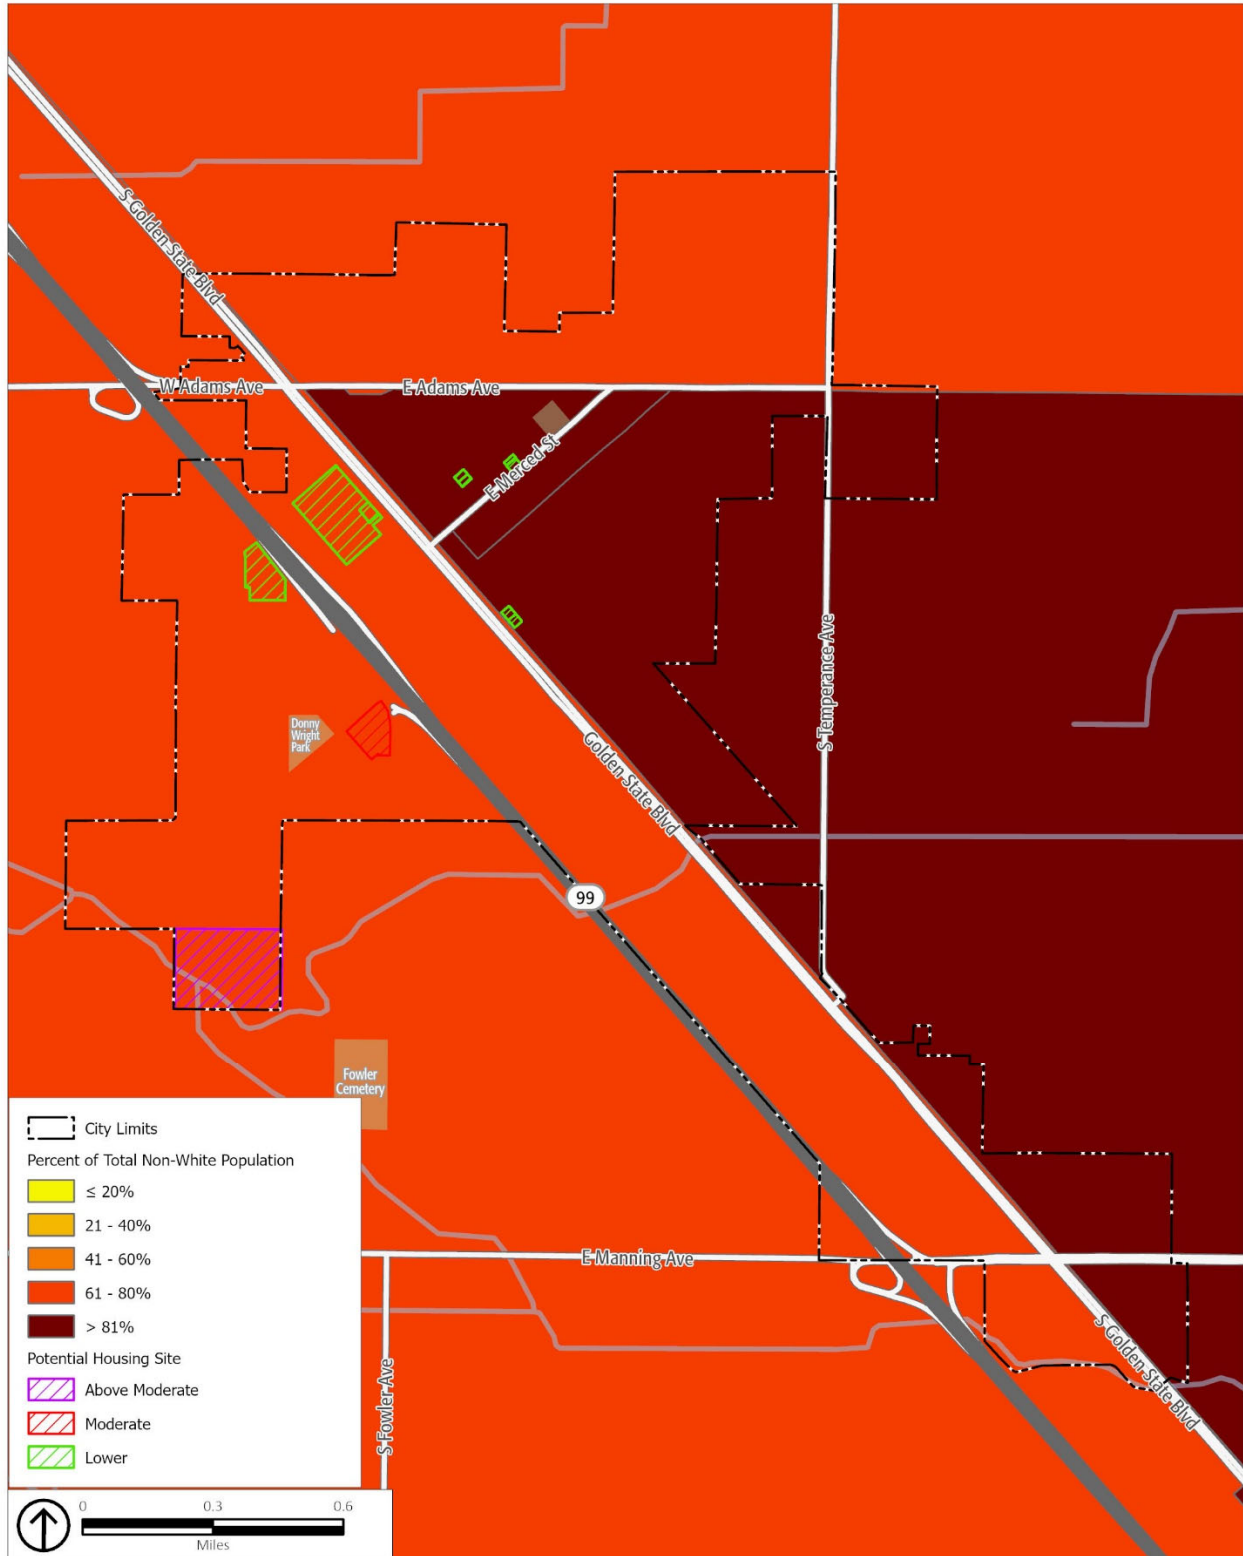 S Golden State Blvd
W Adams Ave
E Adams Ave
E Merced St
S Temperance Ave
Donny
Wright
Park
Golden State Blvd
99
Fowler
Cemetery
E Manning Ave
S Golden State Blvd
S Fowler Ave
City Limits
Percent of Total Non-White Population
≤ 20%
21 - 40%
41 - 60%
61 - 80%
> 81%
Potential Housing Site
Above Moderate
Moderate
Lower
0 0.3 0.6
Miles